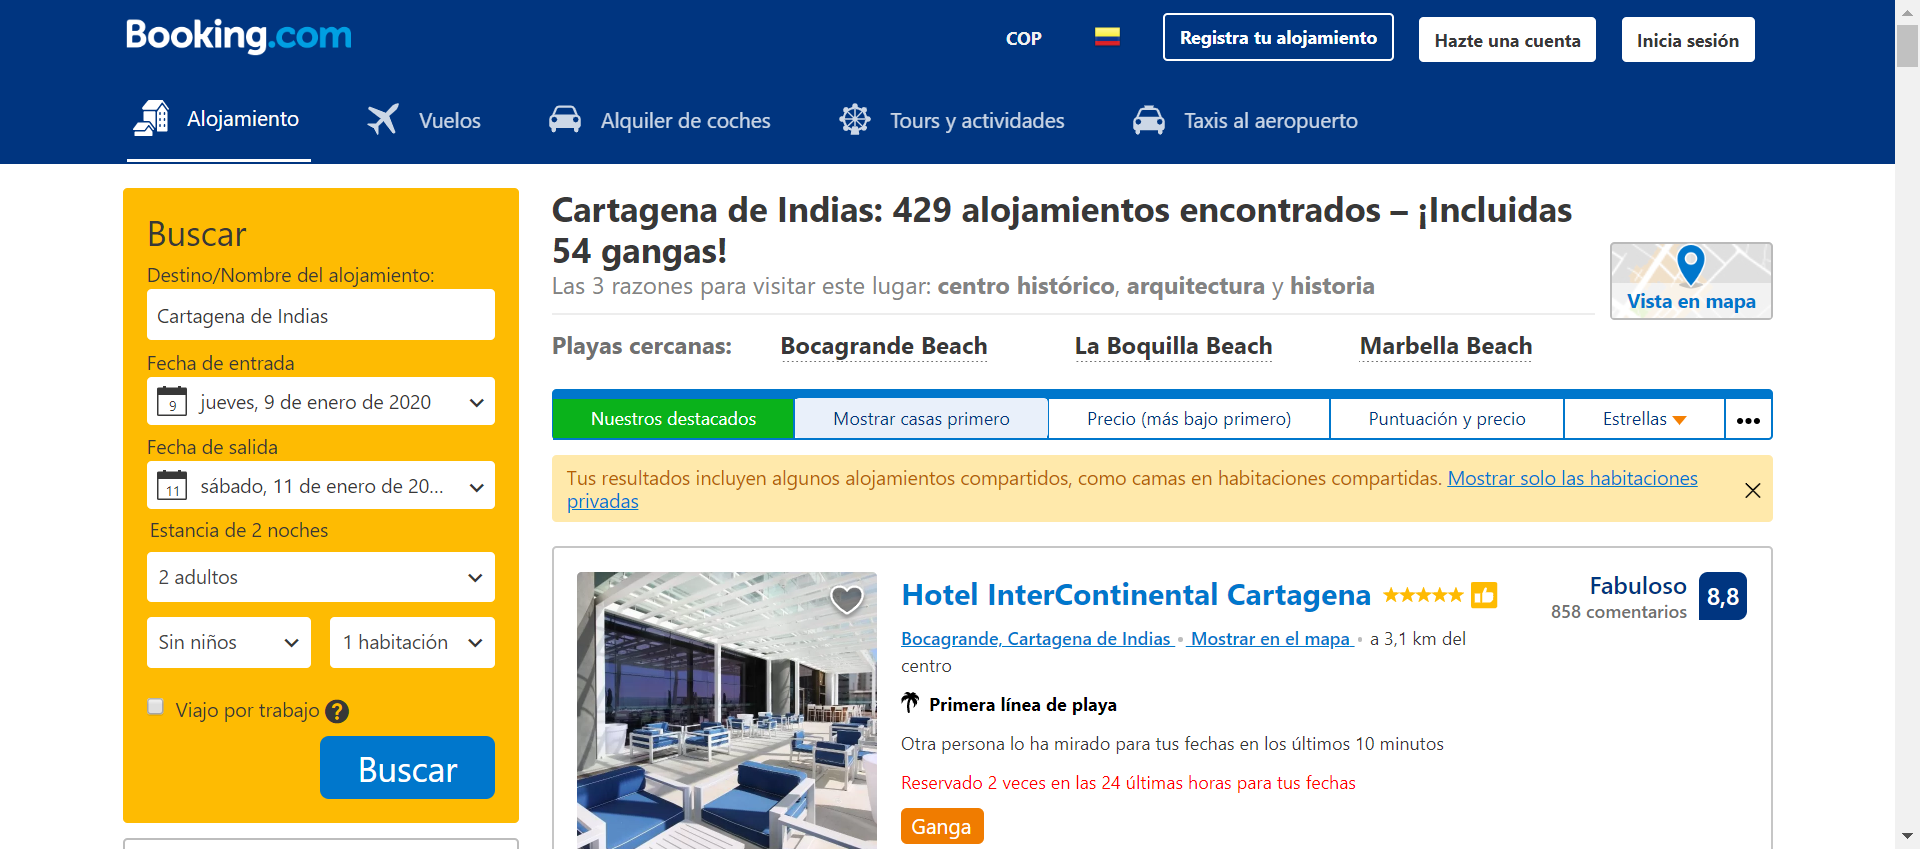 Booking.com
COP
Registra tu alojamiento
Hazte una cuenta
Inicia sesión
Alojamiento
Vuelos
Alquiler de coches
Tours y actividades
Taxis al aeropuerto
Buscar
Destino/Nombre del alojamiento:
Cartagena de Indias
Fecha de entrada
9
jueves, 9 de enero de 2020
Fecha de salida
11
sábado, 11 de enero de 20...
Estancia de 2 noches
2 adultos
Sin niños
1 habitación
Viajo por trabajo ?
Buscar
Cartagena de Indias: 429 alojamientos encontrados – ¡Incluidas
54 gangas!
Las 3 razones para visitar este lugar: centro histórico, arquitectura y historia
Vista en mapa
Playas cercanas:
Bocagrande Beach
La Boquilla Beach
Marbella Beach
Nuestros destacados
Mostrar casas primero
Precio (más bajo primero)
Puntuación y precio
Estrellas
•••
Tus resultados incluyen algunos alojamientos compartidos, como camas en habitaciones compartidas. Mostrar solo las habitaciones
privadas
Hotel InterContinental Cartagena
Fabuloso
858 comentarios
8,8
Bocagrande, Cartagena de Indias • Mostrar en el mapa • a 3,1 km del
centro
Primera línea de playa
Otra persona lo ha mirado para tus fechas en los últimos 10 minutos
Reservado 2 veces en las 24 últimas horas para tus fechas
Ganga